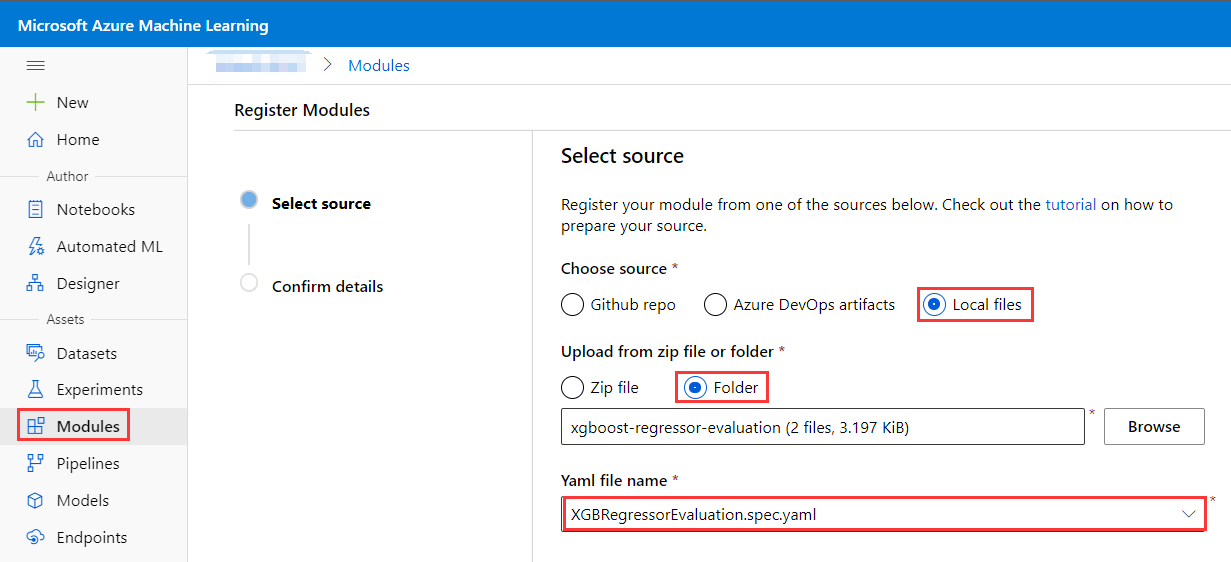 Microsoft Azure Machine Learning
Modules
New
Home
Author
Notebooks
Automated ML
Designer
Assets
Datasets
Experiments
Modules
Pipelines
Models
Endpoints
Register Modules
Select source
Confirm details
Select source
Register your module from one of the sources below. Check out the tutorial on how to
prepare your source.
Choose source *
Github repo Azure DevOps artifacts Local files
Upload from zip file or folder *
Zip file Folder
xgboost-regressor-evaluation (2 files, 3.197 KiB) * Browse
Yaml file name *
XGBRegressorEvaluation.spec.yaml *